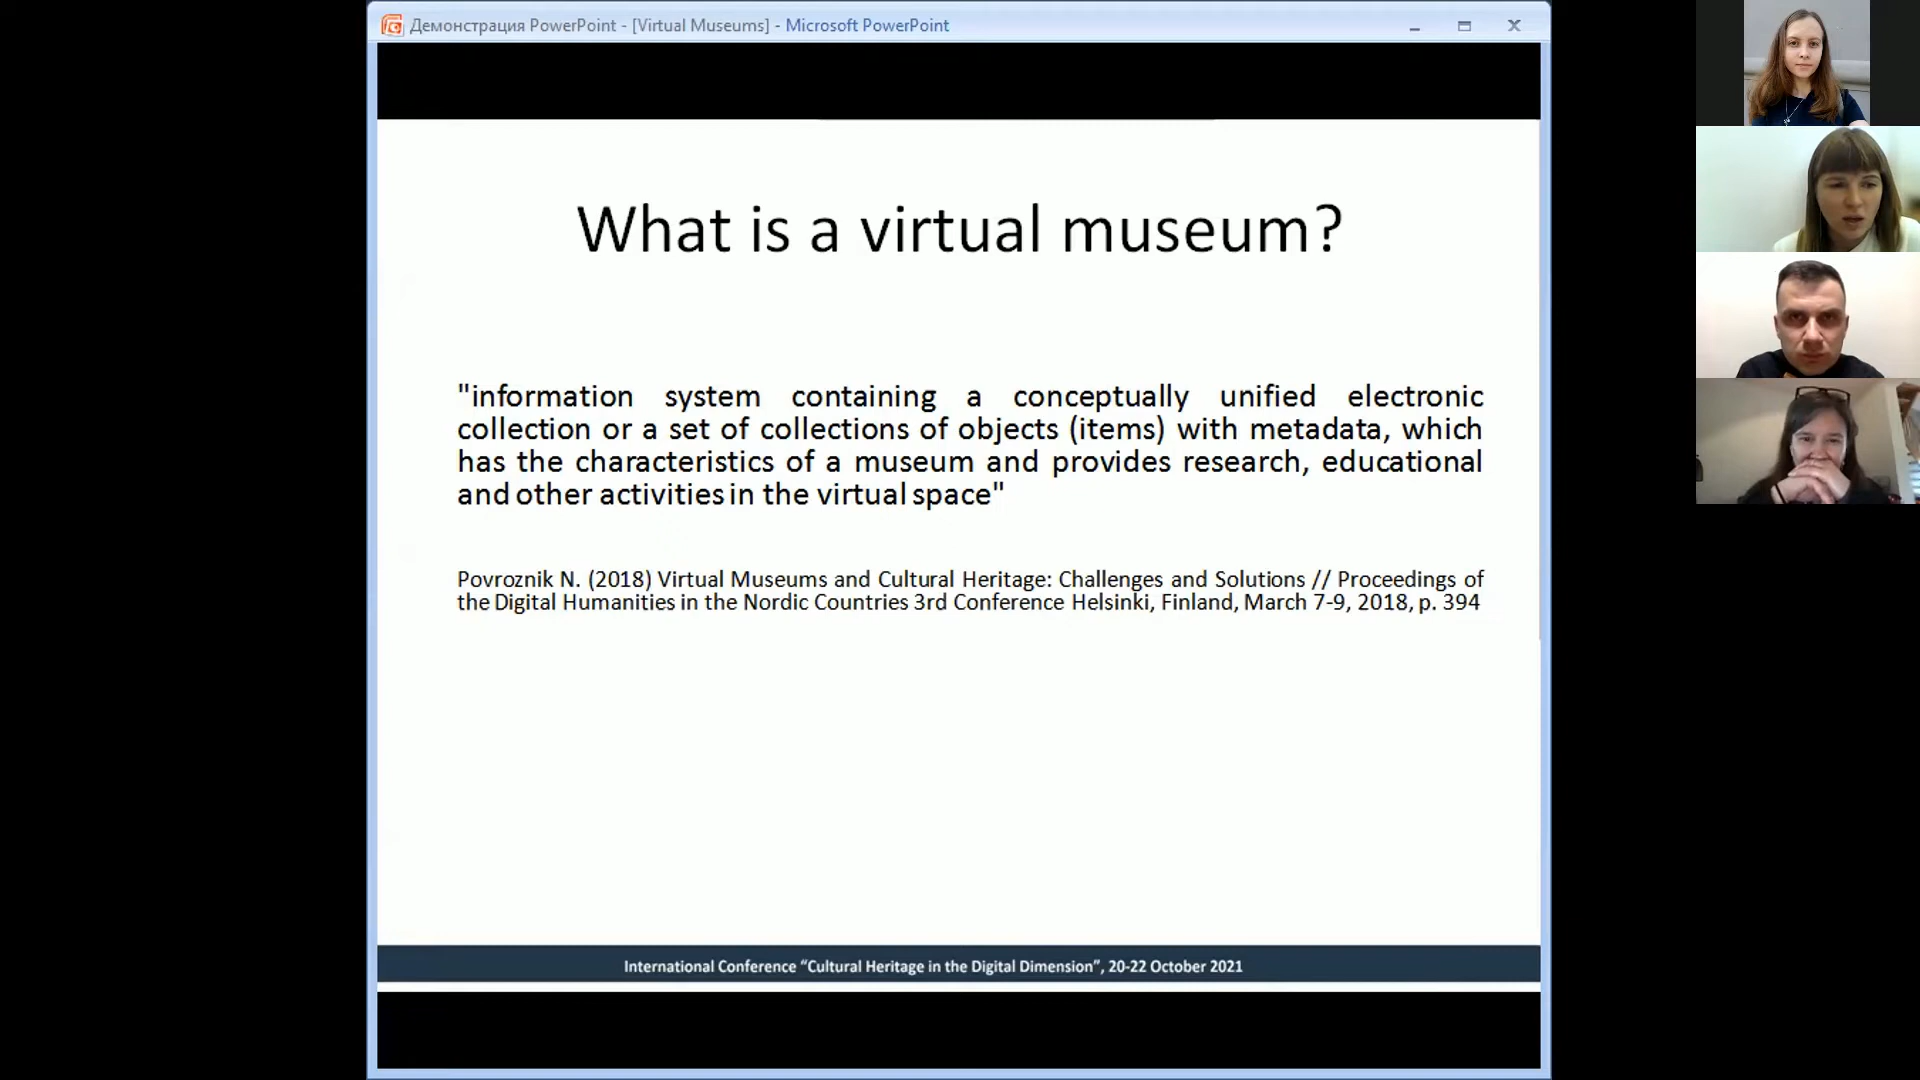 Демонстрация PowerPoint - [Virtual Museums] - Microsoft PowerPoint
What is a virtual museum?
"information system containing a conceptually unified electronic
collection or a set of collections of objects (items) with metadata, which
has the characteristics of a museum and provides research, educational
and other activities in the virtual space"
Povroznik N. (2018) Virtual Museums and Cultural Heritage: Challenges and Solutions // Proceedings of
the Digital Humanities in the Nordic Countries 3rd Conference Helsinki, Finland, March 7-9, 2018, p. 394
International Conference “Cultural Heritage in the Digital Dimension”, 20-22 October 2021